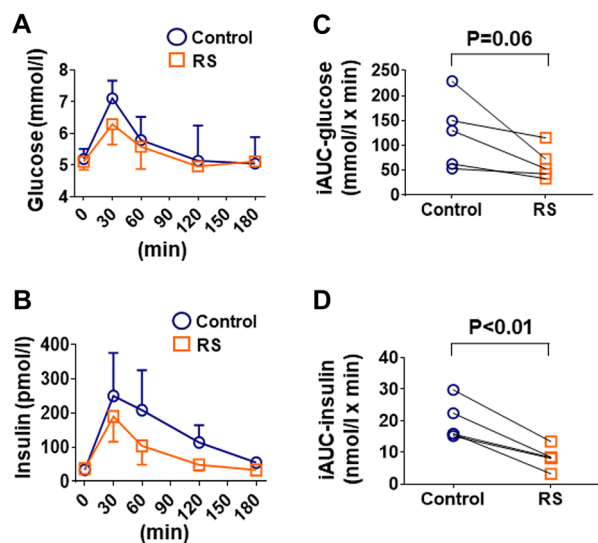 A
Control
RS
Glucose (mmol/l)
8
7
6
5
4
0 30 60 90 120 150 180
(min)
B
Control
RS
Insulin (pmol/l)
400
300
200
100
0
0 30 60 90 120 150 180
(min)
C
P=0.06
iAUC-glucose
(mmol/l x min)
250
200
150
100
50
0
Control RS
D
P<0.01
iAUC-insulin
(nmol/l x min)
40
30
20
10
0
Control RS